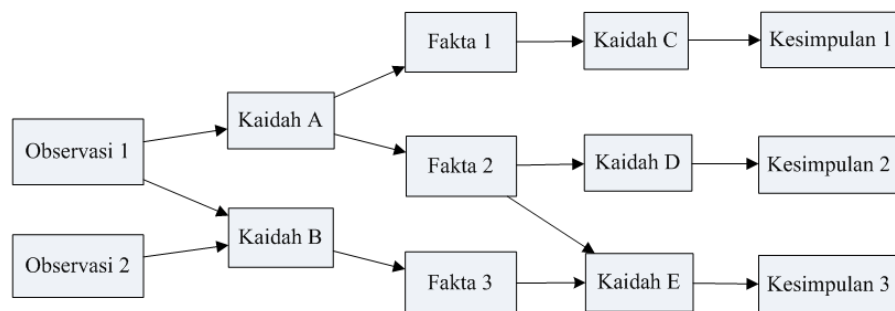 Fakta 1
Kaidah C
Kesimpulan 1
Kaidah A
Observasi 1
Fakta 2
Kaidah D
Kesimpulan 2
Kaidah B
Observasi 2
Fakta 3
Kaidah E
Kesimpulan 3